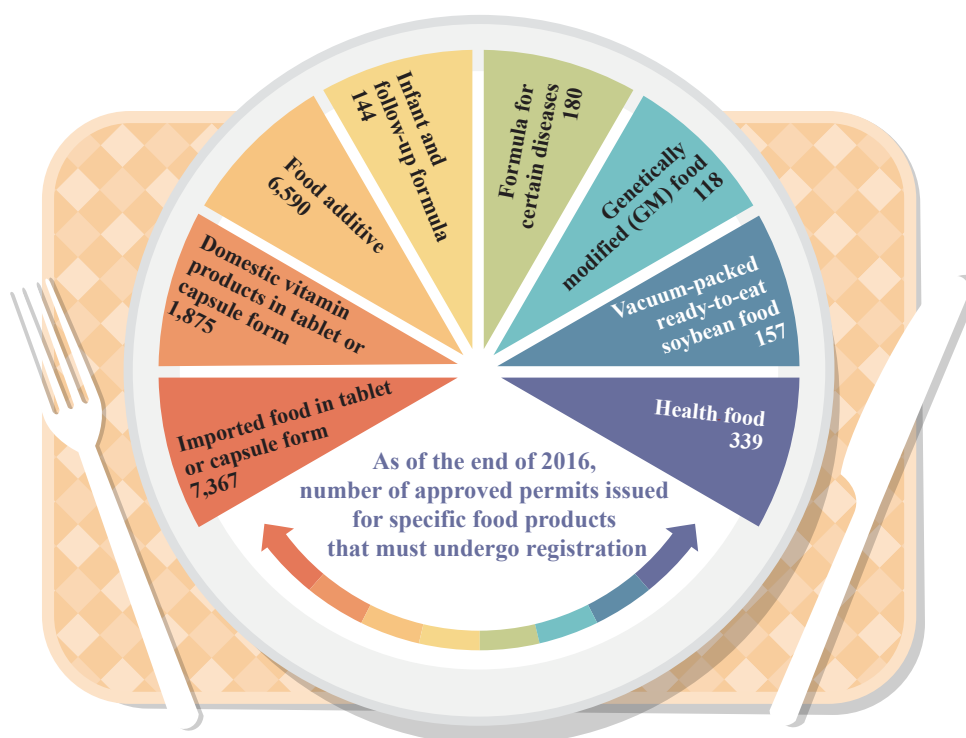 Imported food in tablet
or capsule form
7,367
Domestic vitamin
products in tablet or
capsule form
1,875
Food additive
6,590
Infant and
follow-up formula
144
Formula for
certain diseases
180
Genetically
modified (GM) food
118
Vacuum-packed
ready-to-eat
soybean food
157
Health food
339
As of the end of 2016,
number of approved permits issued
for specific food products
that must undergo registration